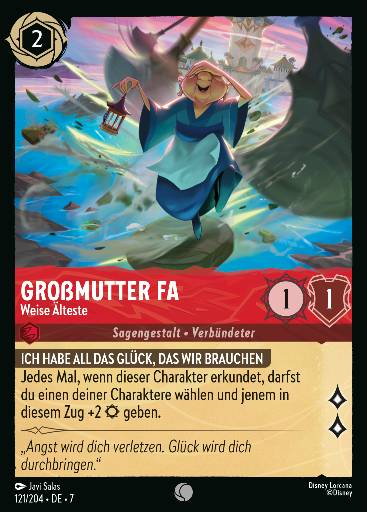 2
GROẞMUTTER FA
Weise Älteste
1
1
Sagengestalt • Verbündeter
ICH HABE ALL DAS GLÜCK, DAS WIR BRAUCHEN
Jedes Mal, wenn dieser Charakter erkundet, darfst
du einen deiner Charaktere wählen und jenem in
diesem Zug +2 geben.
„Angst wird dich verletzen. Glück wird dich
durchbringen.“
Javi Salas
121/204 • DE • 7
Disney Lorcana
©Disney